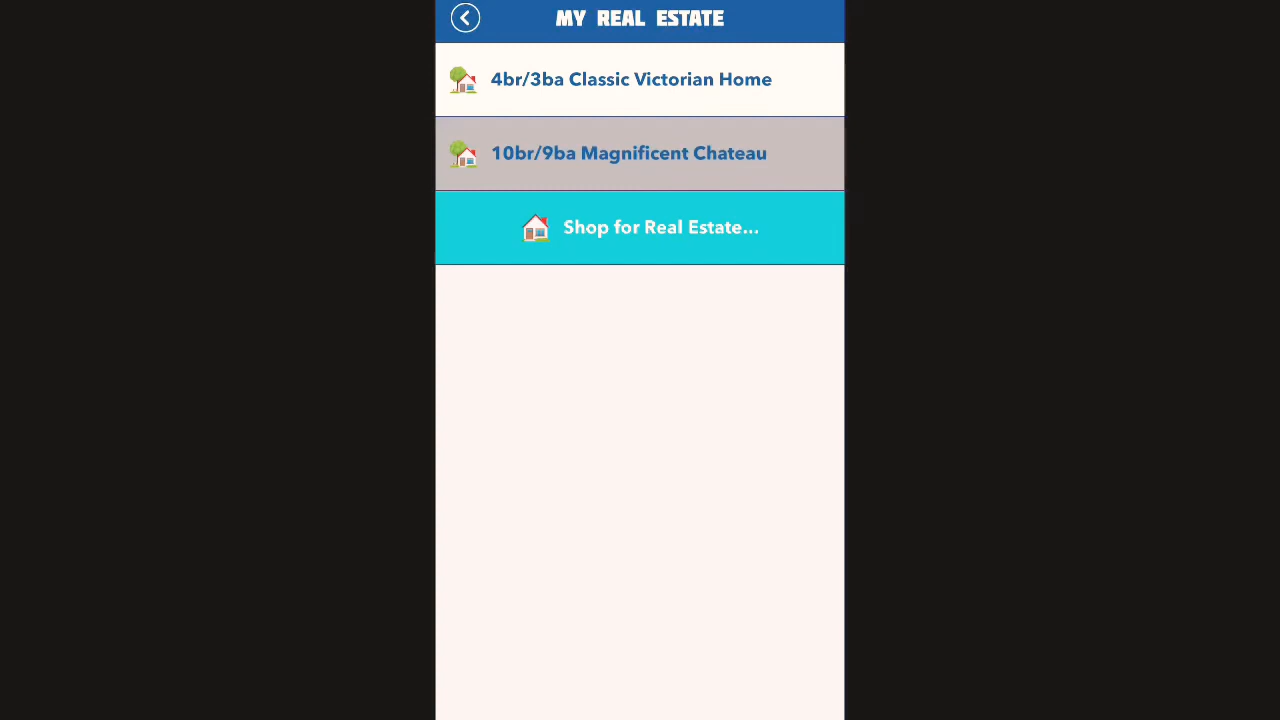 MY REAL ESTATE
4br/3ba Classic Victorian Home
10br/9ba Magnificent Chateau
Shop for Real Estate...